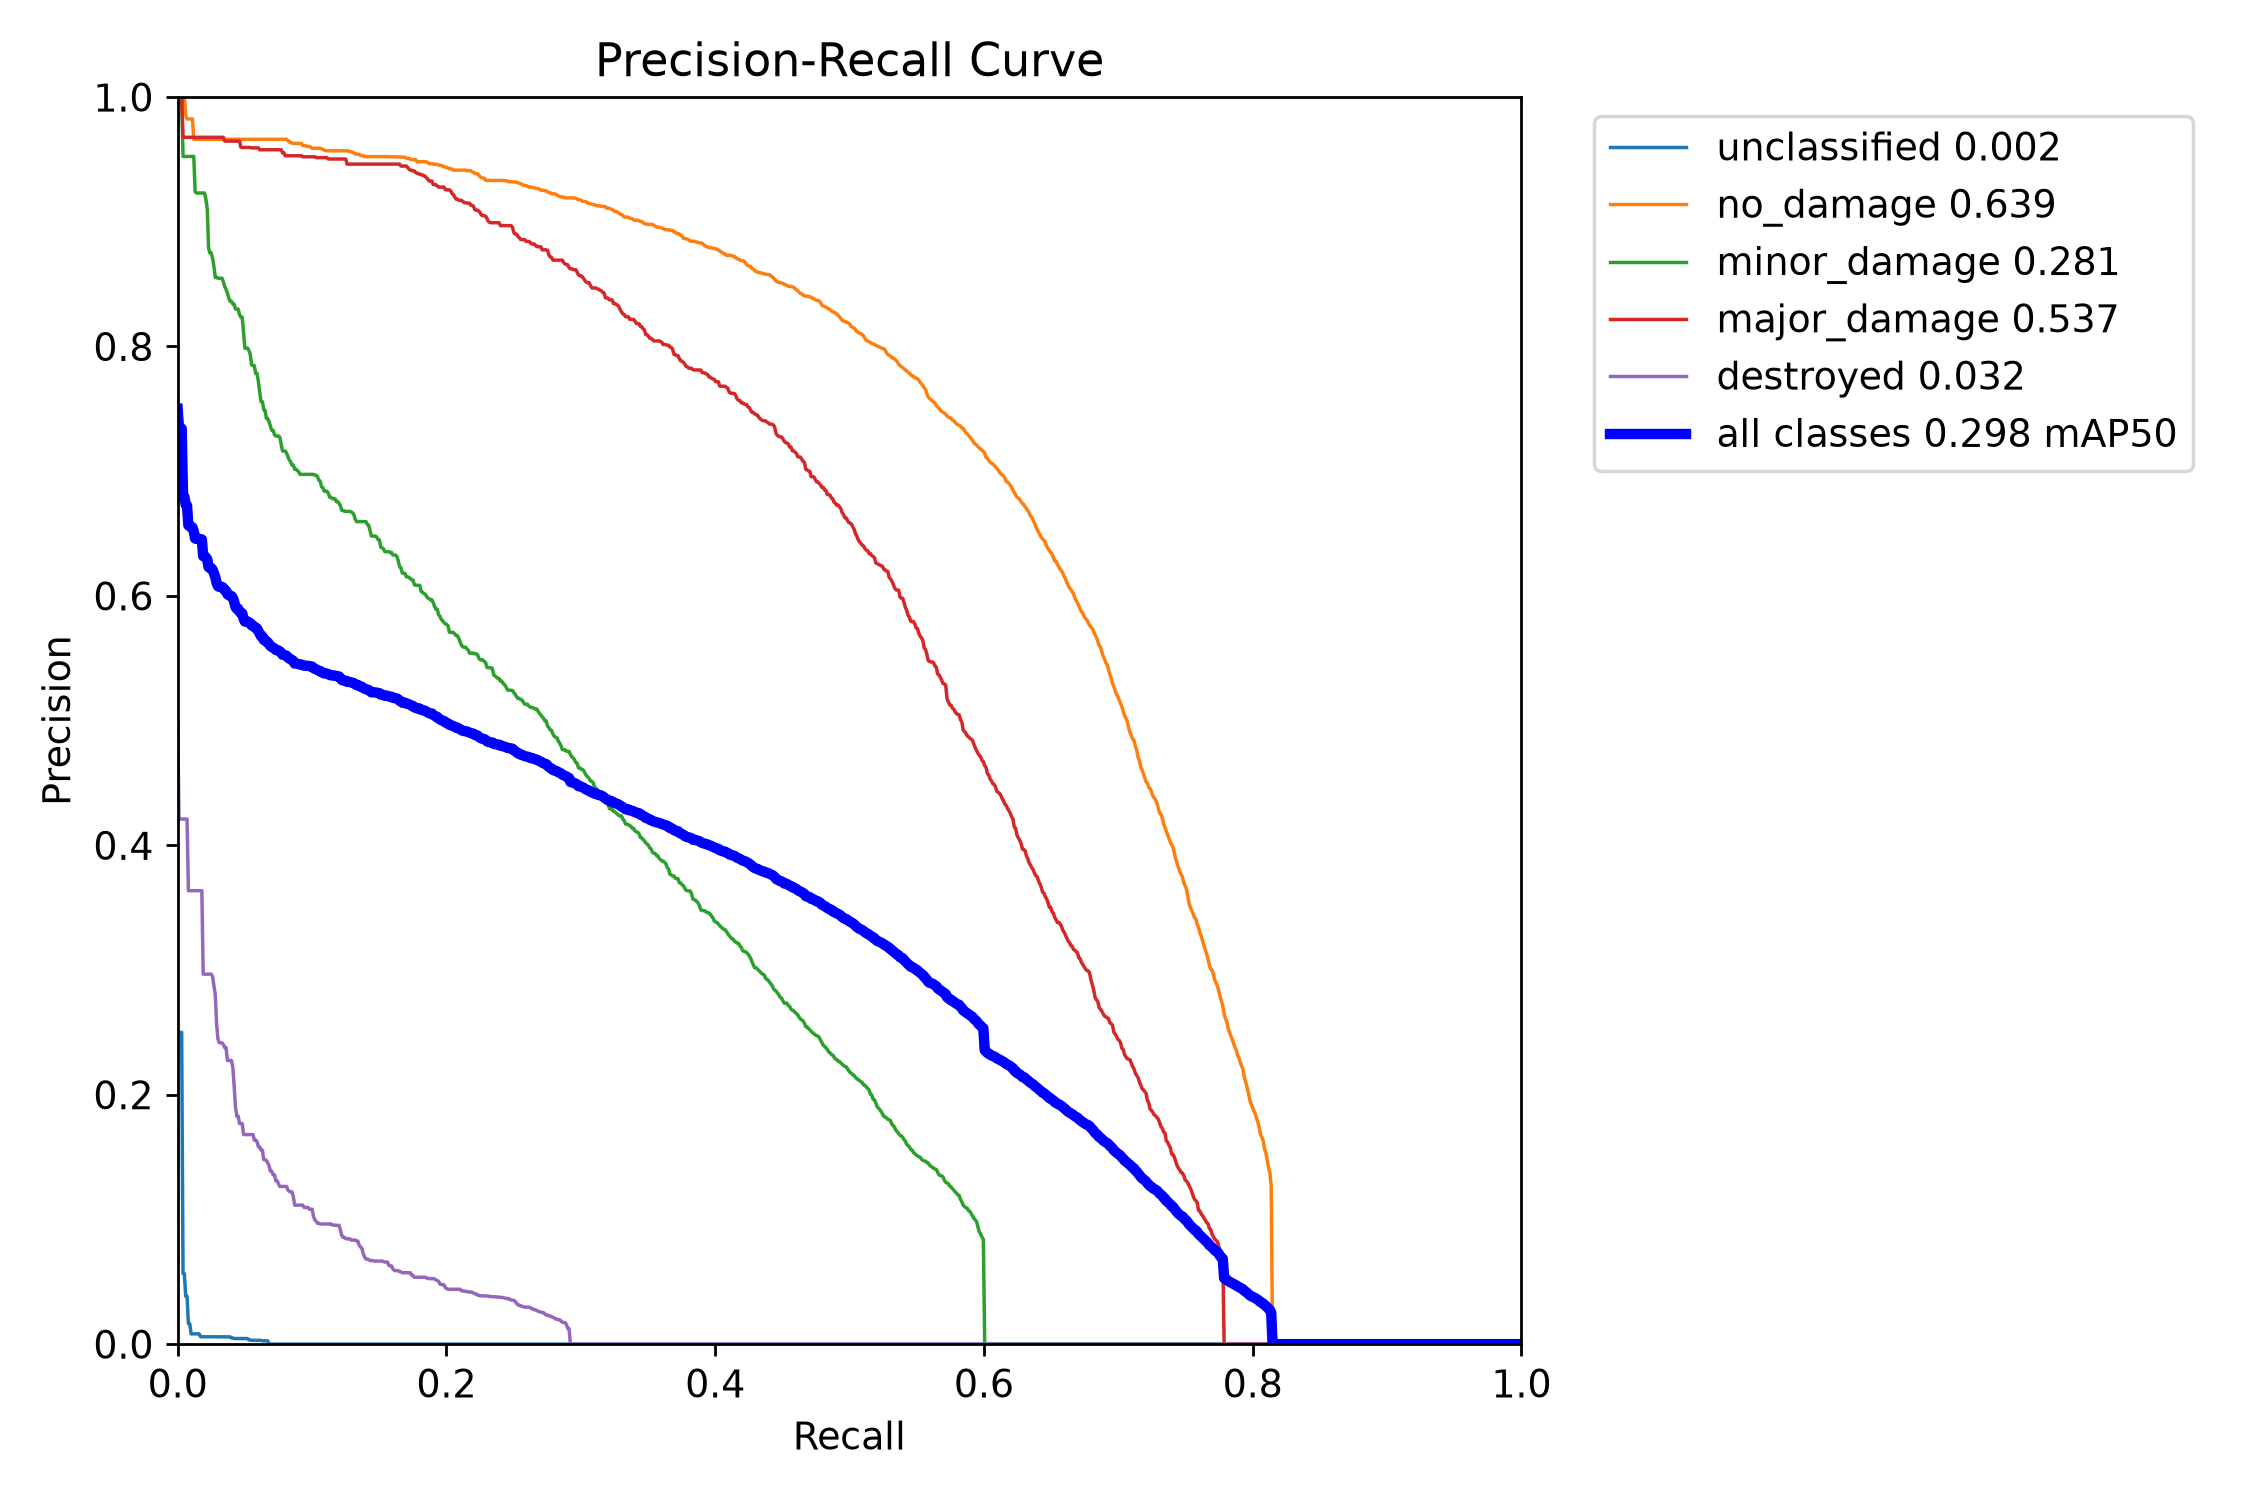 Precision-Recall Curve
1.0
0.8
0.6
0.4
0.2
0.0
Precision
0.0 0.2 0.4 0.6 0.8 1.0
Recall
unclassified 0.002
no_damage 0.639
minor_damage 0.281
major_damage 0.537
destroyed 0.032
all classes 0.298 mAP50